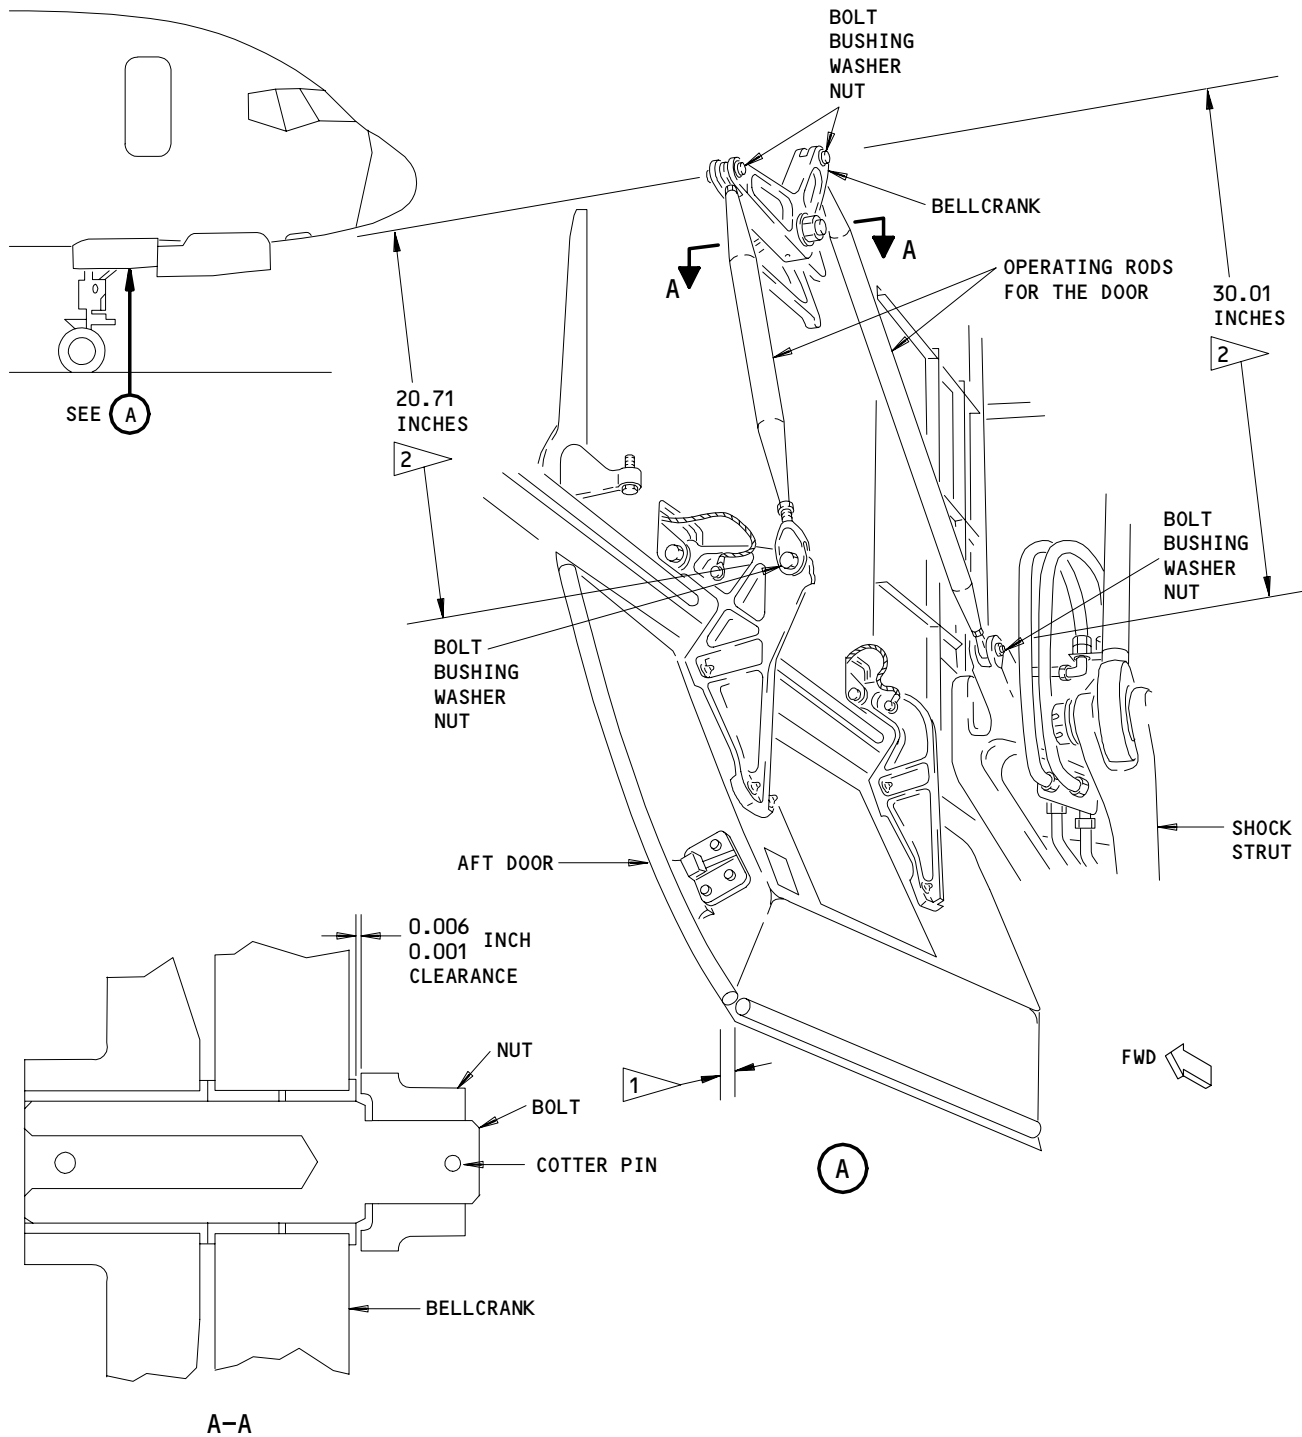 BOLT
BUSHING
WASHER
NUT
BELLCRANK
A
A
OPERATING RODS
FOR THE DOOR
30.01
INCHES
2
SEE A
20.71
INCHES
2
BOLT
BUSHING
WASHER
NUT
BOLT
BUSHING
WASHER
NUT
SHOCK
STRUT
AFT DOOR
0.006
0.001
INCH
CLEARANCE
NUT
FWD
1
BOLT
COTTER PIN
A
BELLCRANK
A-A